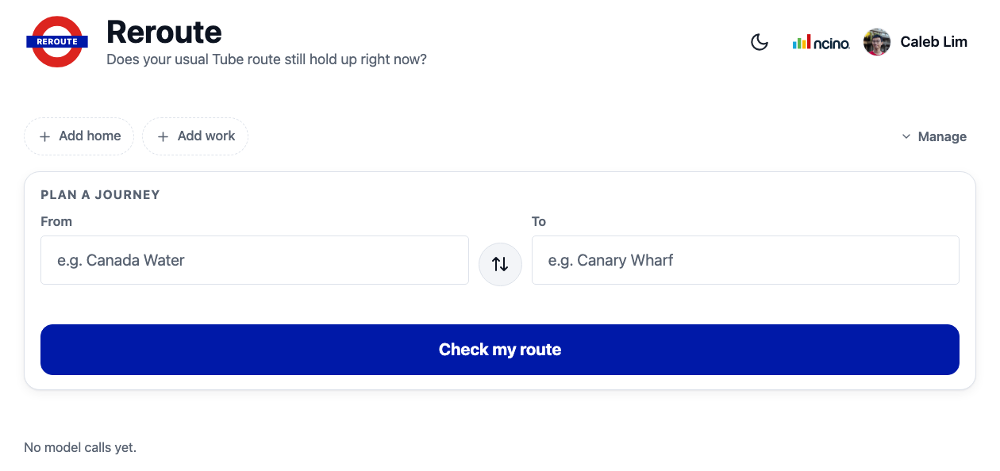 REROUTE
Reroute
Does your usual Tube route still hold up right now?
ncino.
Caleb Lim
Add home
Add work
Manage
PLAN A JOURNEY
From
To
e.g. Canada Water
e.g. Canary Wharf
Check my route
No model calls yet.